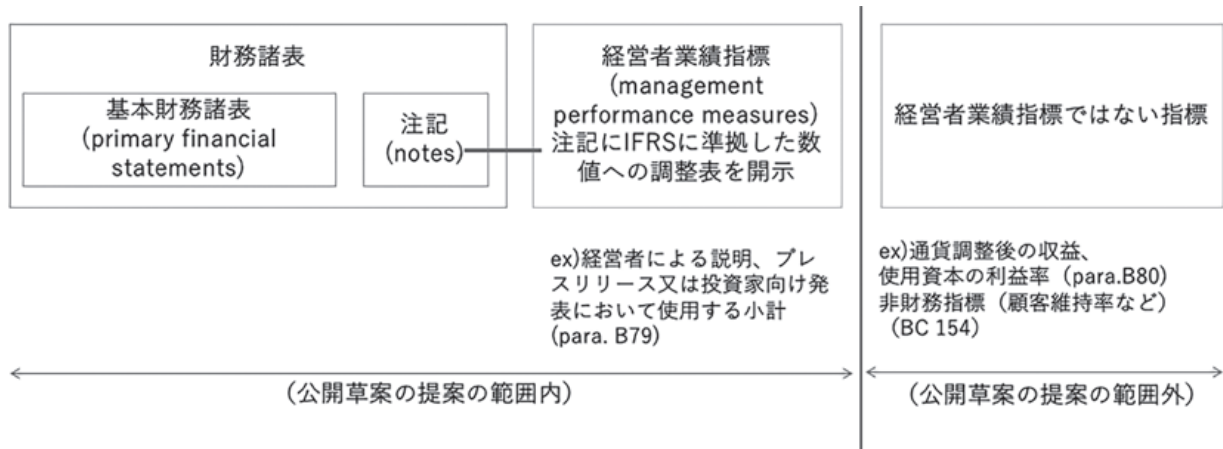 財務諸表
基本財務諸表
(primary financial
statements)
注記
(notes)
経営者業績指標
(management
performance measures)
注記にIFRSに準拠した数
値への調整表を開示
経営者業績指標ではない指標
ex)経営者による説明、プレ
スリリース又は投資家向け発
表において使用する小計
(para. B79)
ex)通貨調整後の収益、
使用資本の利益率（para.B80）
非財務指標（顧客維持率など）
（BC 154）
（公開草案の提案の範囲内）
（公開草案の提案の範囲外）